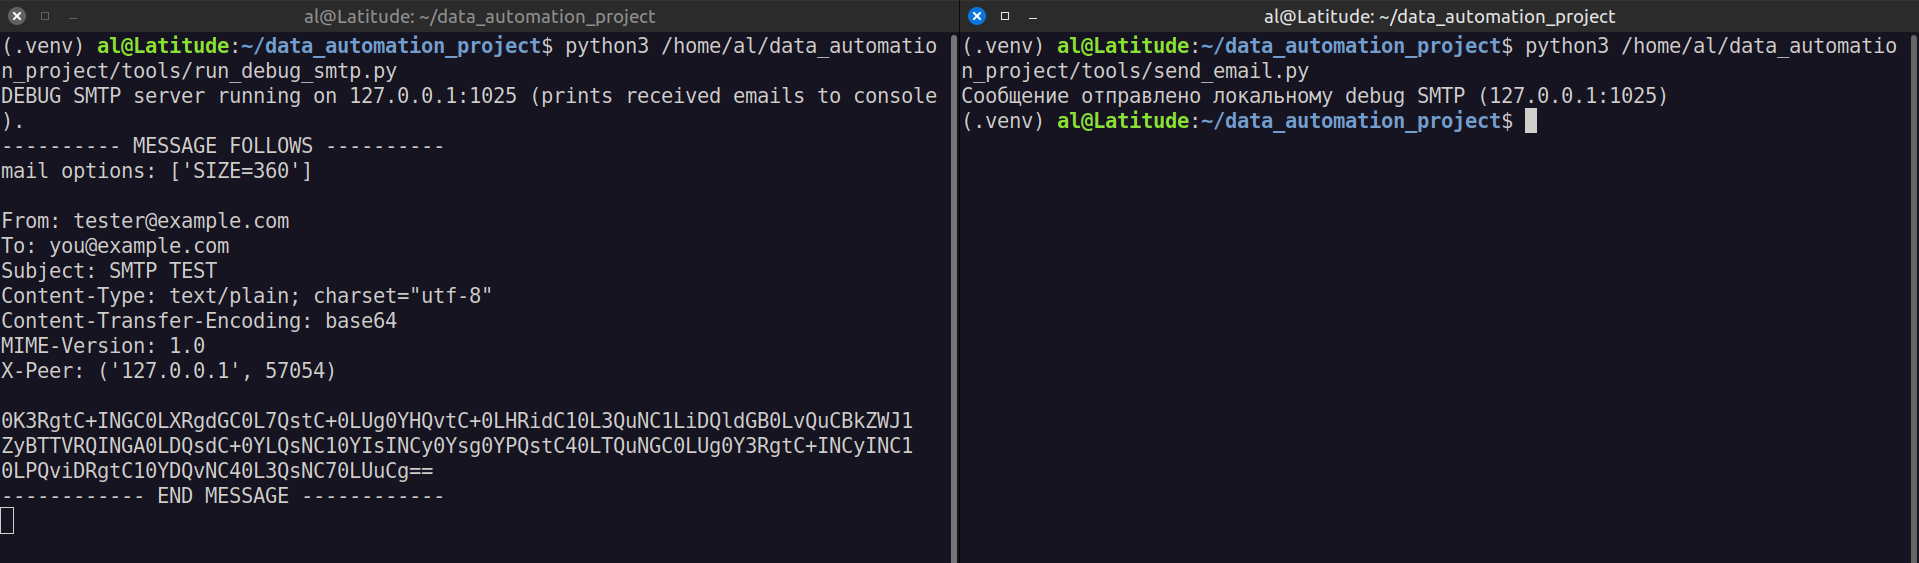 al@Latitude: ~/data_automation_project
(.venv) al@Latitude:~/data_automation_project$ python3 /home/al/data_automatio
n_project/tools/run_debug_smtp.py
DEBUG SMTP server running on 127.0.0.1:1025 (prints received emails to console
).
---------- MESSAGE FOLLOWS ----------
mail options: ['SIZE=360']
From: tester@example.com
To: you@example.com
Subject: SMTP TEST
Content-Type: text/plain; charset="utf-8"
Content-Transfer-Encoding: base64
MIME-Version: 1.0
X-Peer: ('127.0.0.1', 57054)
0K3RgtC+INGC0LXRgdGC0L7QstC+0LUg0YHQvtC+0LHRidC10L3QuNC1LiDQldGB0LvQuCBkZWJ1
ZyBTTVRQINGA0LDQsdC+0YLQsNC10YIsINCy0Ysg0YPQstC40LTQuNGC0LUg0Y3RgtC+INCyINC1
0LPQviDRgtC10YDQvNC40L3QsNC70LUuCg==
------------ END MESSAGE ------------
al@Latitude: ~/data_automation_project
(.venv) al@Latitude:~/data_automation_project$ python3 /home/al/data_automatio
n_project/tools/send_email.py
Сообщение отправлено локальному debug SMTP (127.0.0.1:1025)
(.venv) al@Latitude:~/data_automation_project$